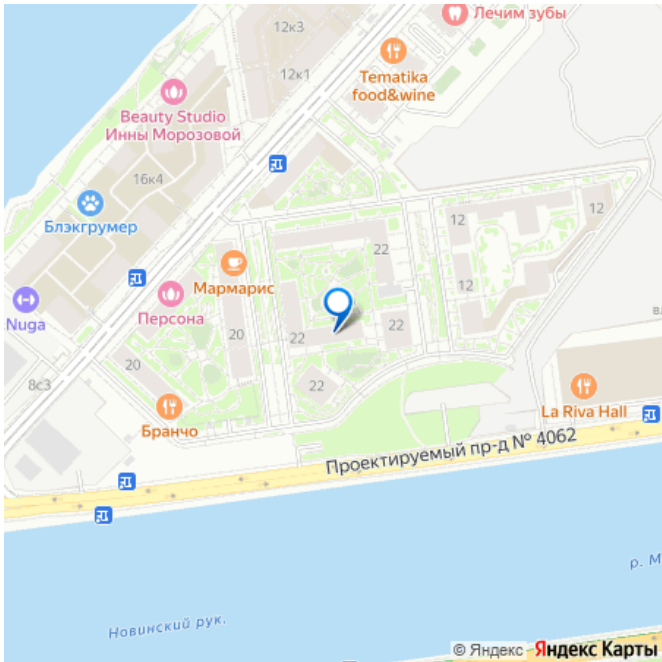 Лечим зубы
12к3
12к1
Tematika
food&wine
Beauty Studio
Инны Морозовой
16к4
Блэкгрумер
12
12
22
22
12
Мармарис
Nuga
Персона
22
22
20
8с3
20
22
La Riva Hall
Бранчо
Проектируемый пр-д № 4062
р. М
Новинский рук.
© Яндекс Яндекс Карты